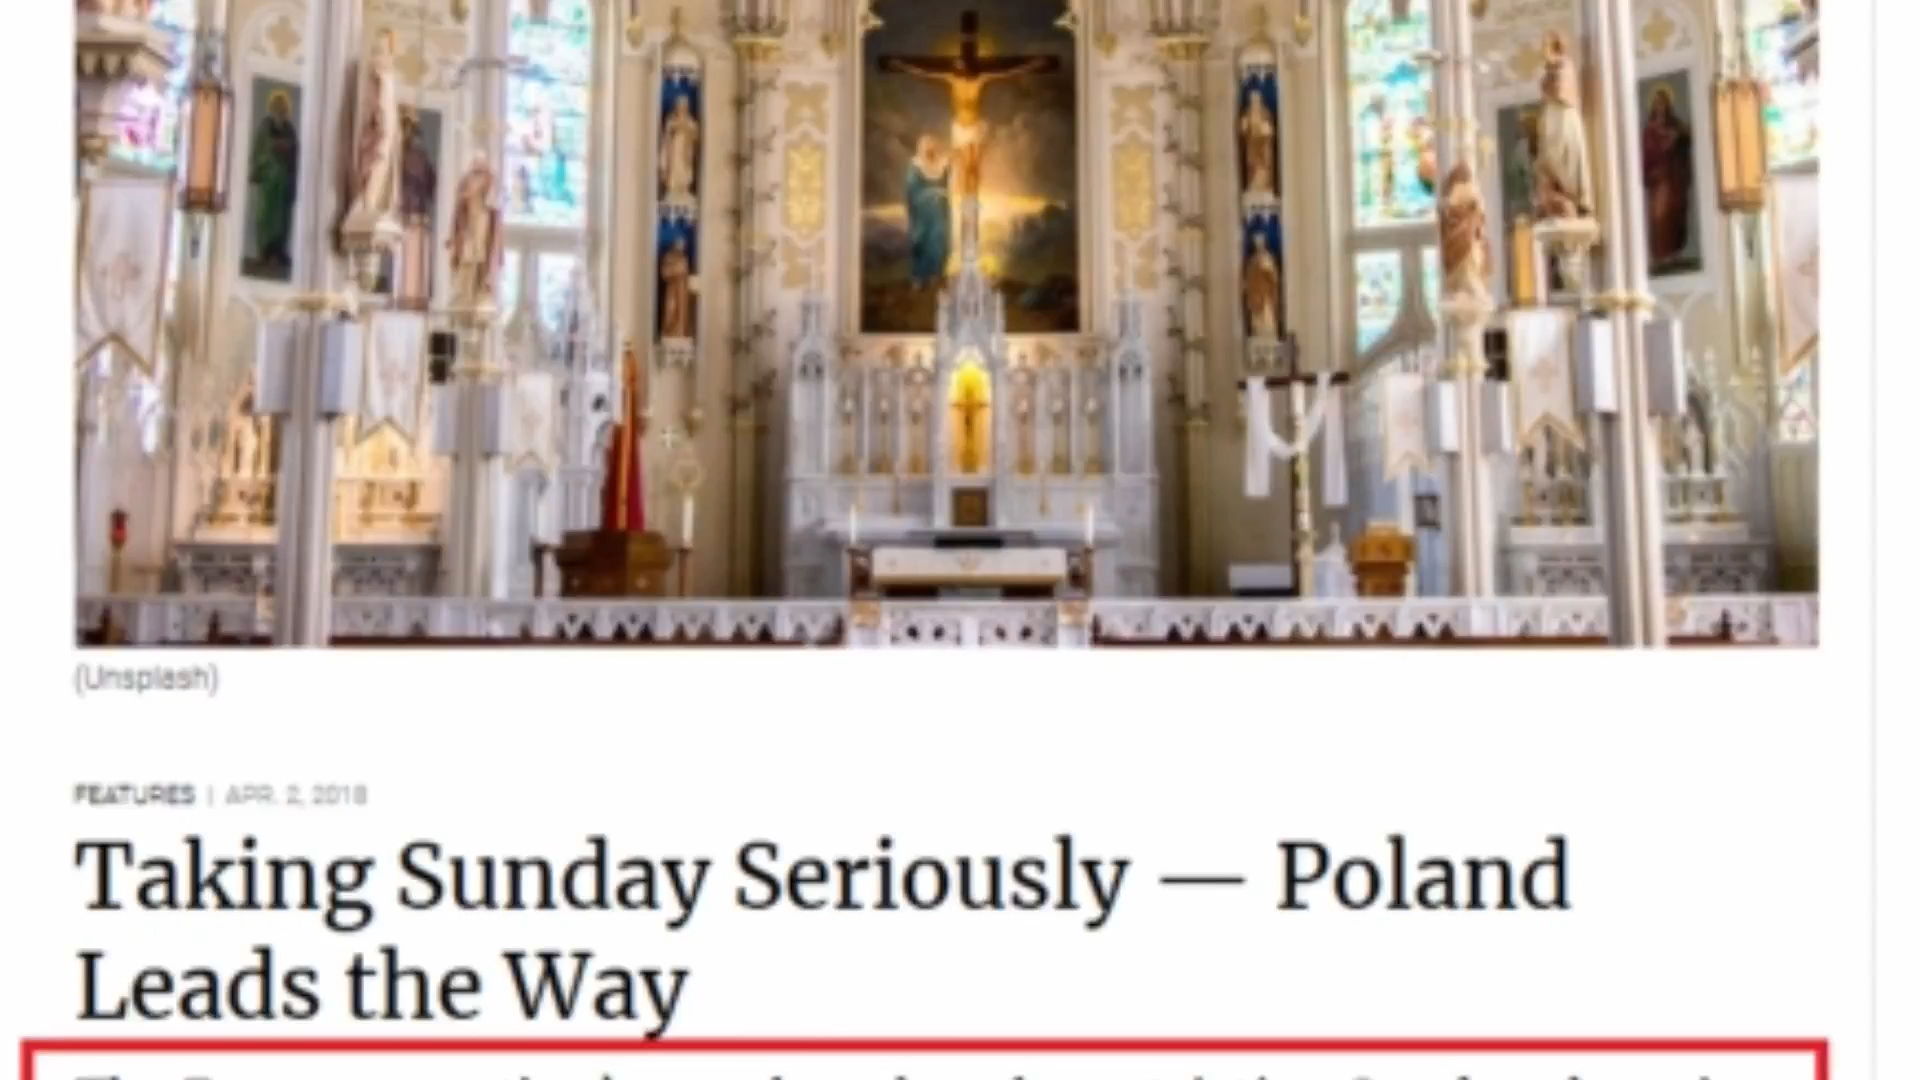 (Unsplash)
FEATURES | APR. 2, 2018
Taking Sunday Seriously — Poland
Leads the Way